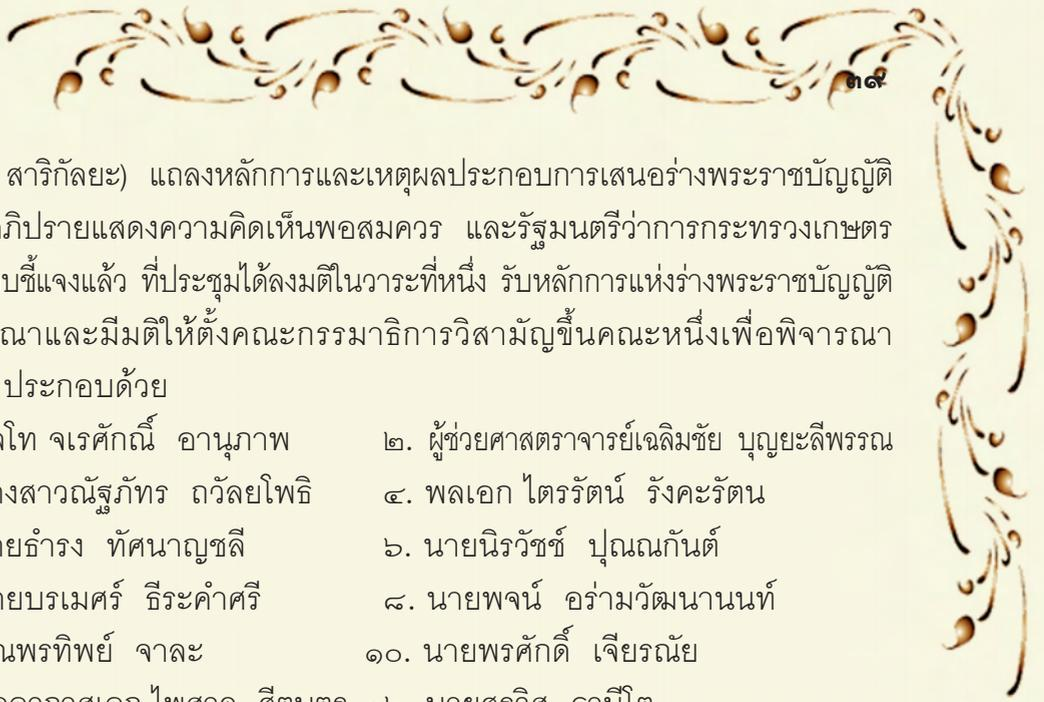 ๓๙
สาริกัลยะ) แถลงหลักการและเหตุผลประกอบการเสนอร่างพระราชบัญญัติ
ภิปรายแสดงความคิดเห็นพอสมควร และรัฐมนตรีว่าการกระทรวงเกษตร
บชี้แจงแล้ว ที่ประชุมได้ลงมติในวาระที่หนึ่ง รับหลักการแห่งร่างพระราชบัญญัติ
ณาและมีมติให้ตั้งคณะกรรมาธิการวิสามัญขึ้นคณะหนึ่งเพื่อพิจารณา
ประกอบด้วย
โท จเรศักณิ์ อานุภาพ ๒. ผู้ช่วยศาสตราจารย์เฉลิมชัย บุญยะลีพรรณ
งสาวณัฐภัทร ถวัลยโพธิ ๔. พลเอก ไตรรัตน์ รังคะรัตน
ยธำรง ทัศนาญชลี ๖. นายนิรวัชช์ ปุณณกันต์
ยบรเมศร์ ธีระคำศรี ๘. นายพจน์ อร่ามวัฒนานนท์
ณพรทิพย์ จาละ ๑๐. นายพรศักดิ์ เจียรณัย